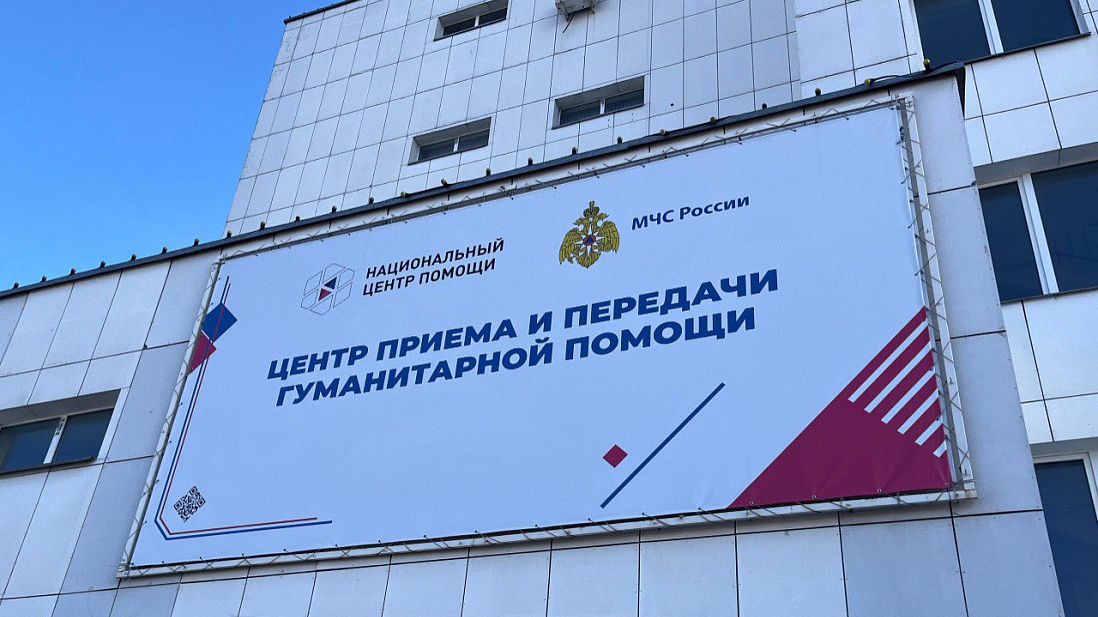 НАЦИОНАЛЬНЫЙ
ЦЕНТР ПОМОЩИ
МЧС России
ЦЕНТР ПРИЕМА И ПЕРЕДАЧИ
ГУМАНИТАРНОЙ ПОМОЩИ